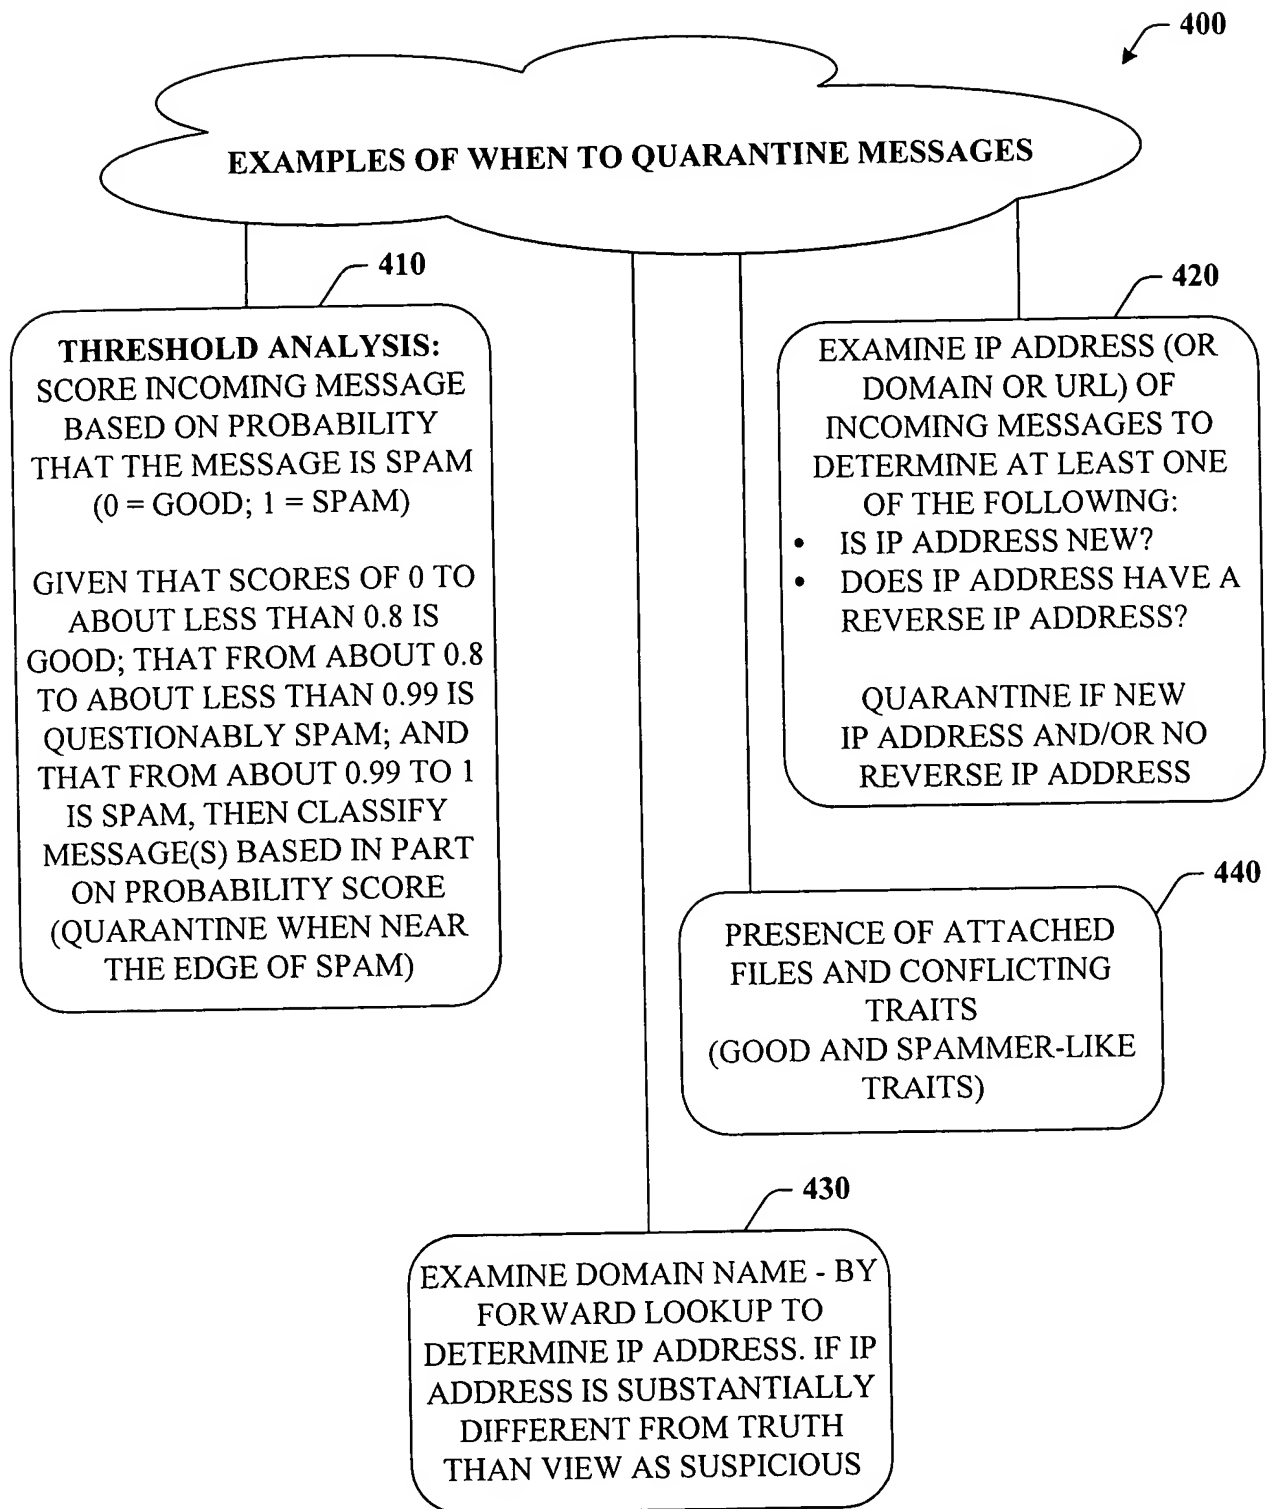 400
EXAMPLES OF WHEN TO QUARANTINE MESSAGES
410
THRESHOLD ANALYSIS:
SCORE INCOMING MESSAGE
BASED ON PROBABILITY
THAT THE MESSAGE IS SPAM
(0 = GOOD; 1 = SPAM)
GIVEN THAT SCORES OF 0 TO
ABOUT LESS THAN 0.8 IS
GOOD; THAT FROM ABOUT 0.8
TO ABOUT LESS THAN 0.99 IS
QUESTIONABLY SPAM; AND
THAT FROM ABOUT 0.99 TO 1
IS SPAM, THEN CLASSIFY
MESSAGE(S) BASED IN PART
ON PROBABILITY SCORE
(QUARANTINE WHEN NEAR
THE EDGE OF SPAM)
420
EXAMINE IP ADDRESS (OR
DOMAIN OR URL) OF
INCOMING MESSAGES TO
DETERMINE AT LEAST ONE
OF THE FOLLOWING:
• IS IP ADDRESS NEW?
• DOES IP ADDRESS HAVE A
REVERSE IP ADDRESS?
QUARANTINE IF NEW
IP ADDRESS AND/OR NO
REVERSE IP ADDRESS
440
PRESENCE OF ATTACHED
FILES AND CONFLICTING
TRAITS
(GOOD AND SPAMMER-LIKE
TRAITS)
430
EXAMINE DOMAIN NAME - BY
FORWARD LOOKUP TO
DETERMINE IP ADDRESS. IF IP
ADDRESS IS SUBSTANTIALLY
DIFFERENT FROM TRUTH
THAN VIEW AS SUSPICIOUS